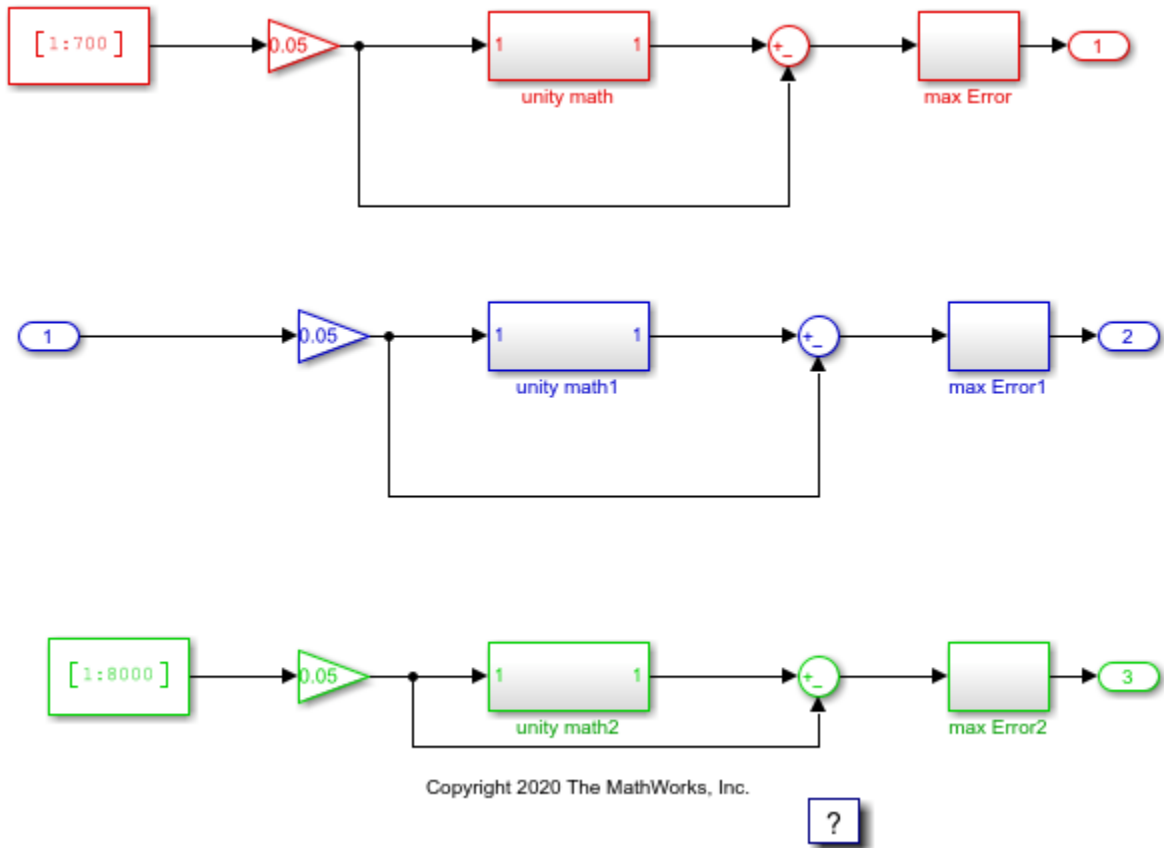 [1:700]
0.05
1 1
+-
1
unity math
max Error
1
0.05
1 1
+-
2
unity math1
max Error1
[1:8000]
0.05
1 1
+-
3
unity math2
max Error2
Copyright 2020 The MathWorks, Inc.
?